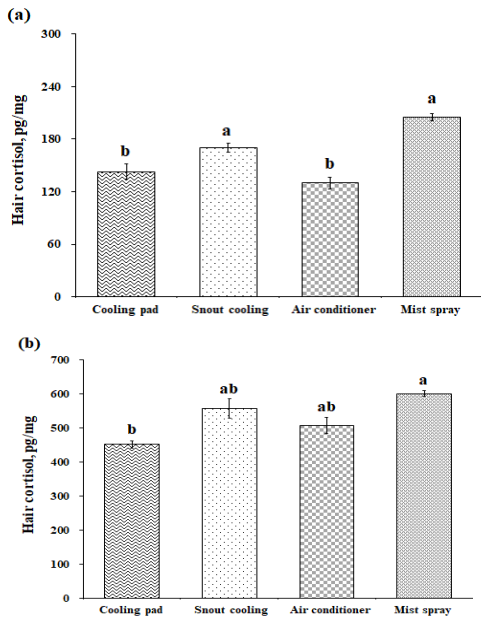 (a)
Hair cortisol, pg/mg
300
240
180
120
60
0
b
a
b
a
Cooling pad Snout cooling Air conditioner Mist spray
(b)
Hair cortisol, pg/mg
700
600
500
400
300
200
100
0
b
ab
ab
a
Cooling pad Snout cooling Air conditioner Mist spray